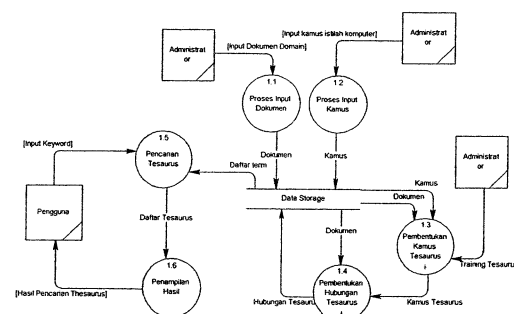 [Input Dokumen Domain]
[Input kamus istilah komputer]
Administrat
or
Administrat
or
1.1
Proses Input
Dokumen
1.2
Proses Input
Kamus
[Input Keyword]
1.5
Pencarian
Tesaurus
Dokumen
Kamus
Daftar term
Administrat
or
Kamus
Dokumen
Data Storage
Pengguna
Daftar Tesaurus
Dokumen
1.3
Pembentukan
Kamus
Tesaurus
Training Tesauru
1.6
Penampilan
Hasil
1.4
Pembentukan
Hubungan
Tesaurus
[Hasil Pencarian Thesaurus]
Hubungan Tesauru
Kamus Tesaurus